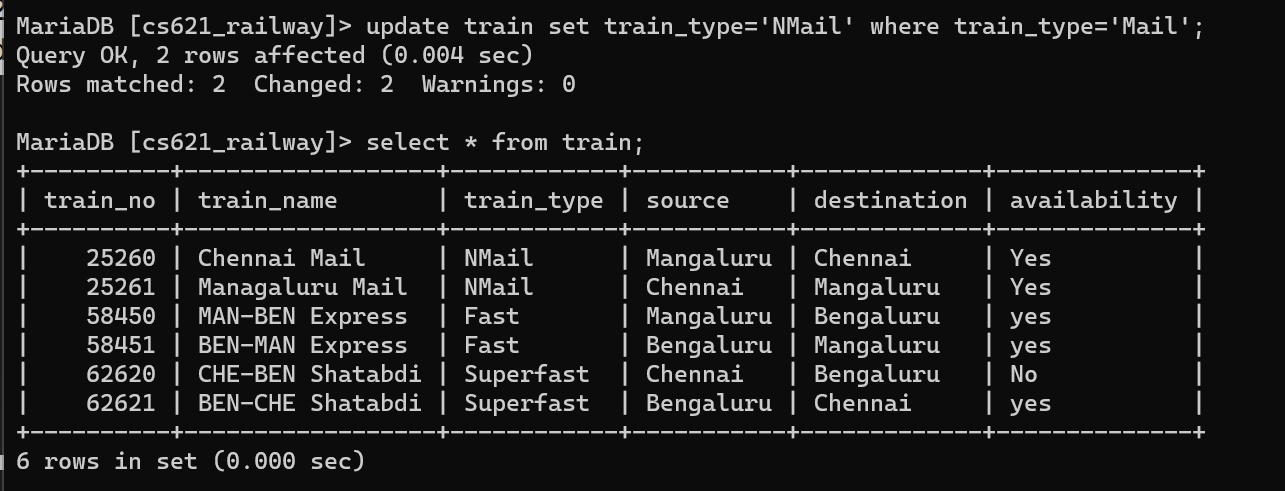 MariaDB [cs621_railway]> update train set train_type='NMail' where train_type='Mail';
Query OK, 2 rows affected (0.004 sec)
Rows matched: 2  Changed: 2  Warnings: 0
MariaDB [cs621_railway]> select * from train;
+----------+------------------+------------+-----------+-------------+--------------+
| train_no | train_name       | train_type | source    | destination | availability |
+----------+------------------+------------+-----------+-------------+--------------+
|    25260 | Chennai Mail     | NMail      | Mangaluru | Chennai     | Yes          |
|    25261 | Managaluru Mail  | NMail      | Chennai   | Mangaluru   | Yes          |
|    58450 | MAN-BEN Express  | Fast       | Mangaluru | Bengaluru   | yes          |
|    58451 | BEN-MAN Express  | Fast       | Bengaluru | Mangaluru   | yes          |
|    62620 | CHE-BEN Shatabdi | Superfast  | Chennai   | Bengaluru   | No           |
|    62621 | BEN-CHE Shatabdi | Superfast  | Bengaluru | Chennai     | yes          |
+----------+------------------+------------+-----------+-------------+--------------+
6 rows in set (0.000 sec)